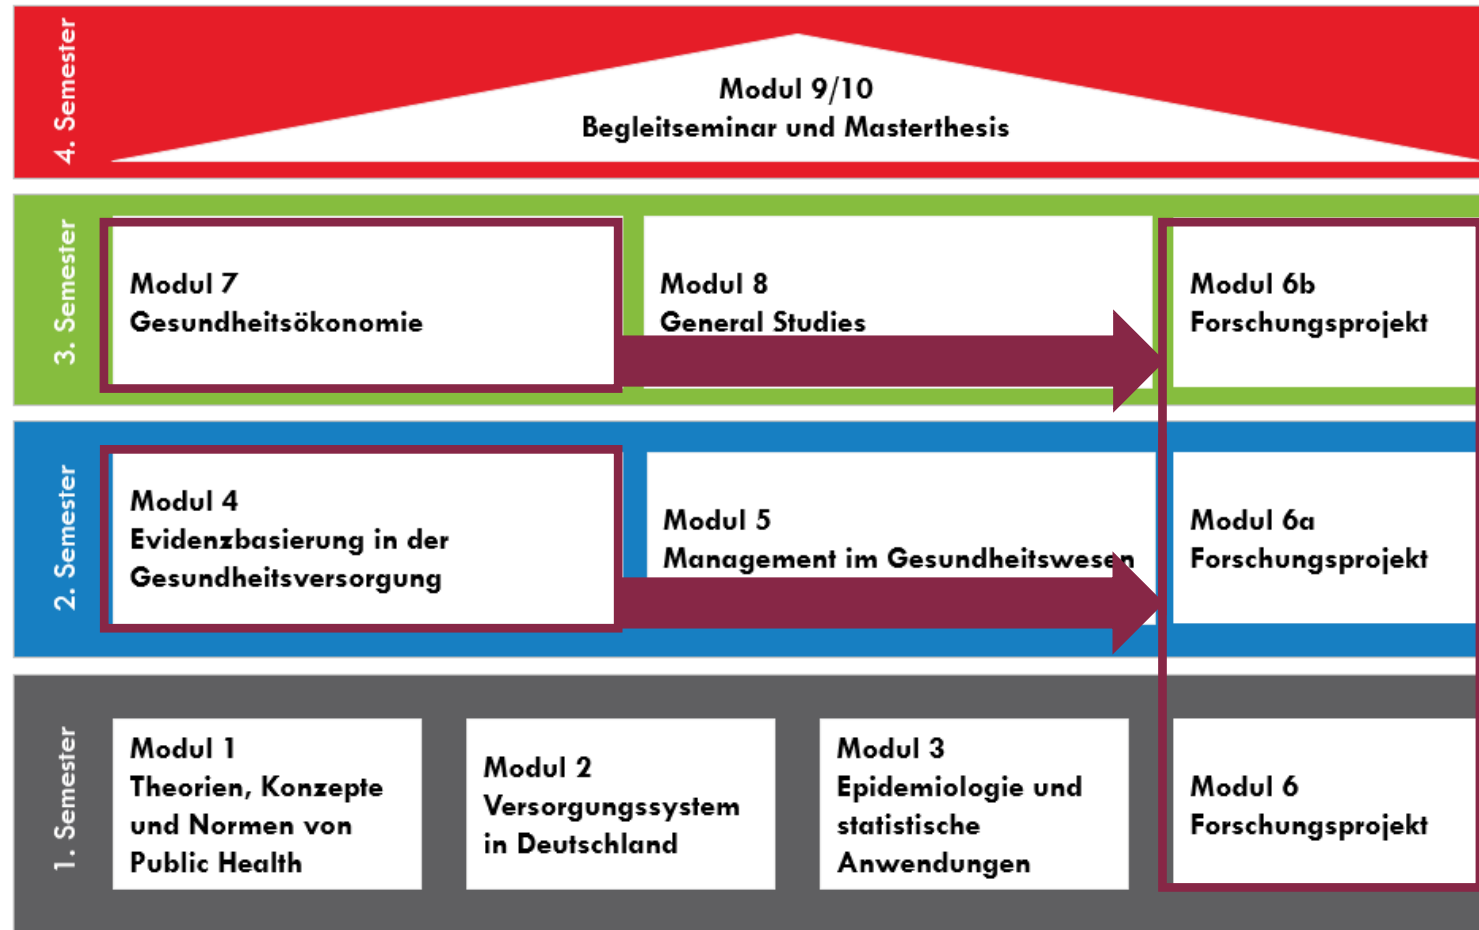 4. Semester
Modul 9/10
Begleitseminar und Masterthesis
3. Semester
Modul 7
Gesundheitsökonomie
Modul 8
General Studies
Modul 6b
Forschungsprojekt
2. Semester
Modul 4
Evidenzbasierung in der
Gesundheitsversorgung
Modul 5
Management im Gesundheitswesen
Modul 6a
Forschungsprojekt
1. Semester
Modul 1
Theorien, Konzepte
und Normen von
Public Health
Modul 2
Versorgungssystem
in Deutschland
Modul 3
Epidemiologie und
statistische
Anwendungen
Modul 6
Forschungsprojekt